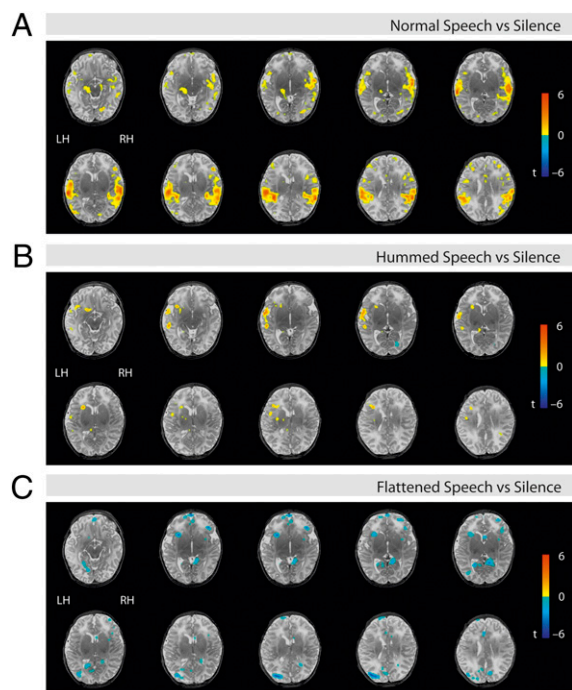 A
Normal Speech vs Silence
LH RH
6
0
t -6
B
Hummed Speech vs Silence
LH RH
6
0
t -6
C
Flattened Speech vs Silence
LH RH
6
0
t -6